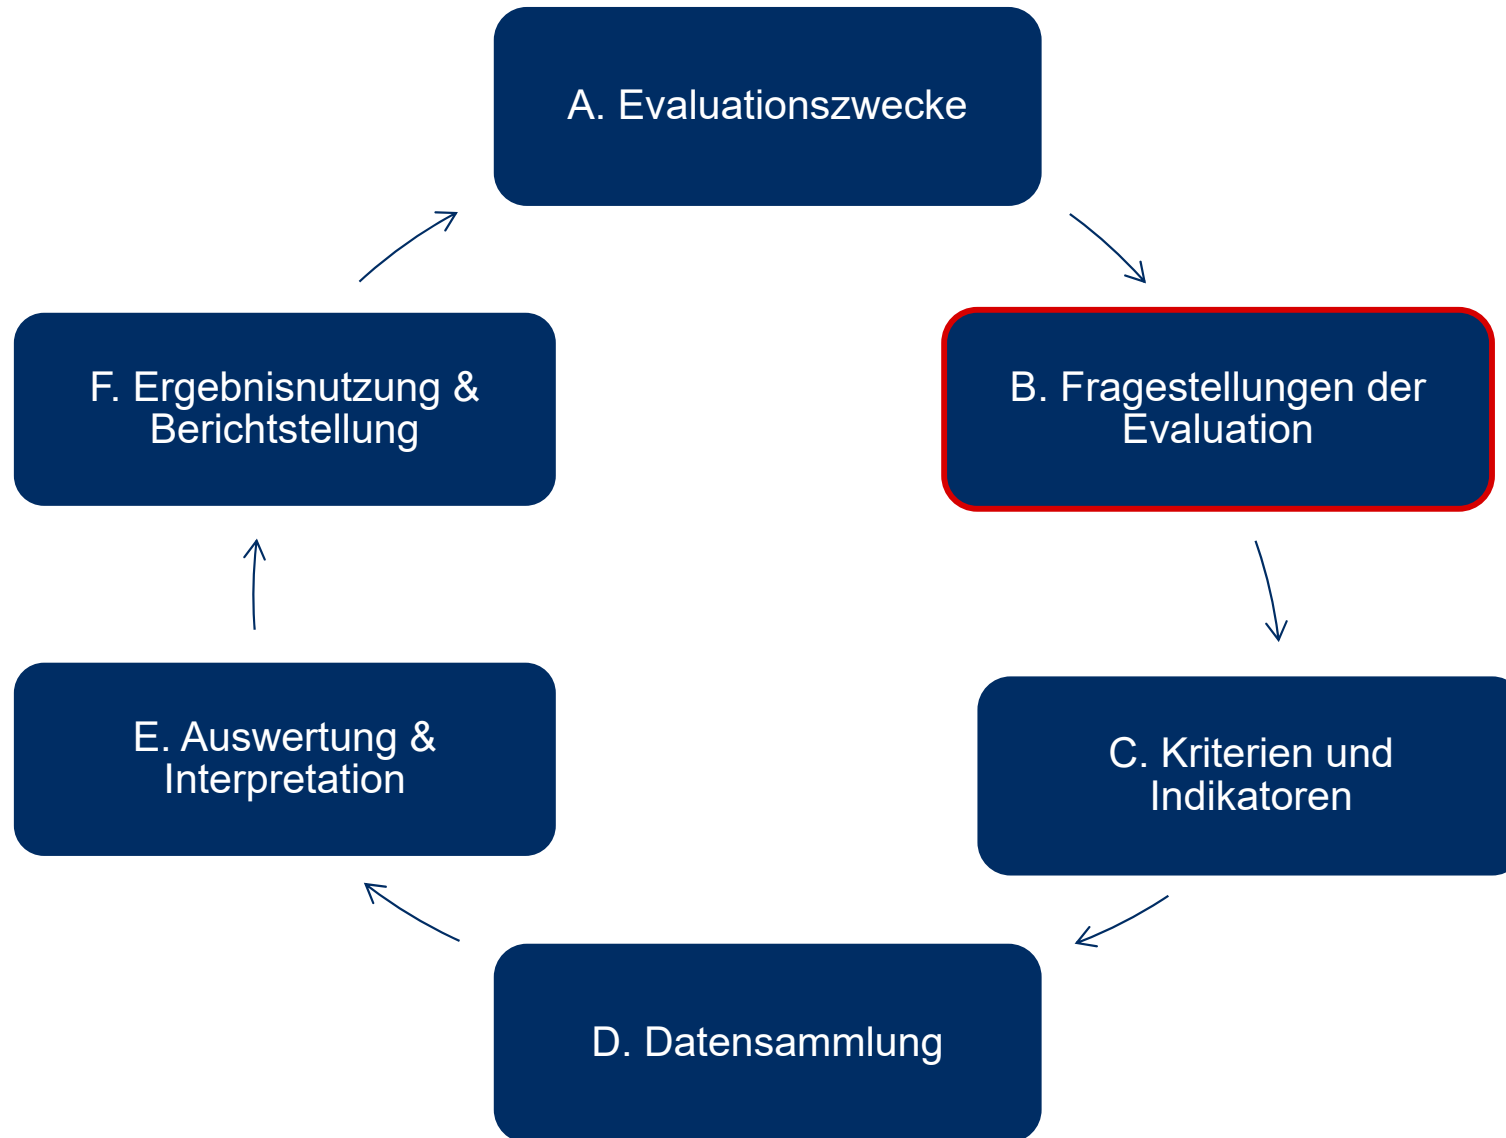 A. Evaluationszwecke
B. Fragestellungen der
Evaluation
C. Kriterien und
Indikatoren
D. Datensammlung
E. Auswertung &
Interpretation
F. Ergebnisnutzung &
Berichtstellung